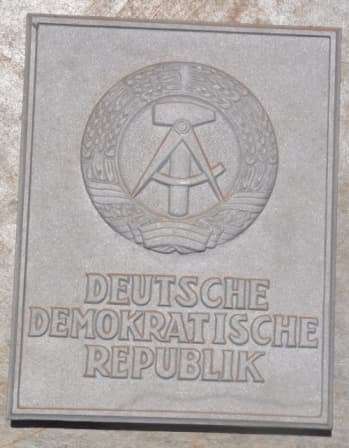 DEUTSCHE
DEMOKRATISCHE
REPUBLIK